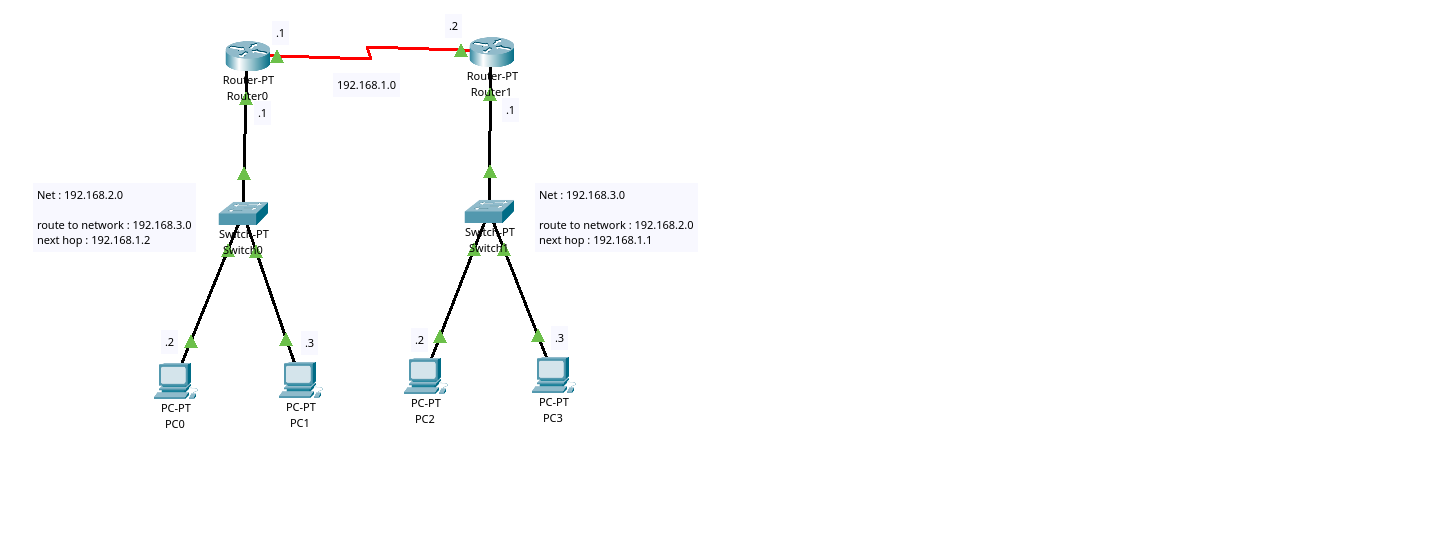 .1
.2
Router-PT
Router0
192.168.1.0
Router-PT
Router1
.1
.1
Net : 192.168.2.0
route to network : 192.168.3.0
next hop : 192.168.1.2
Switch-PT
Switch0
Switch-PT
Switch1
Net : 192.168.3.0
route to network : 192.168.2.0
next hop : 192.168.1.1
.2
.3
.2
.3
PC-PT
PC0
PC-PT
PC1
PC-PT
PC2
PC-PT
PC3